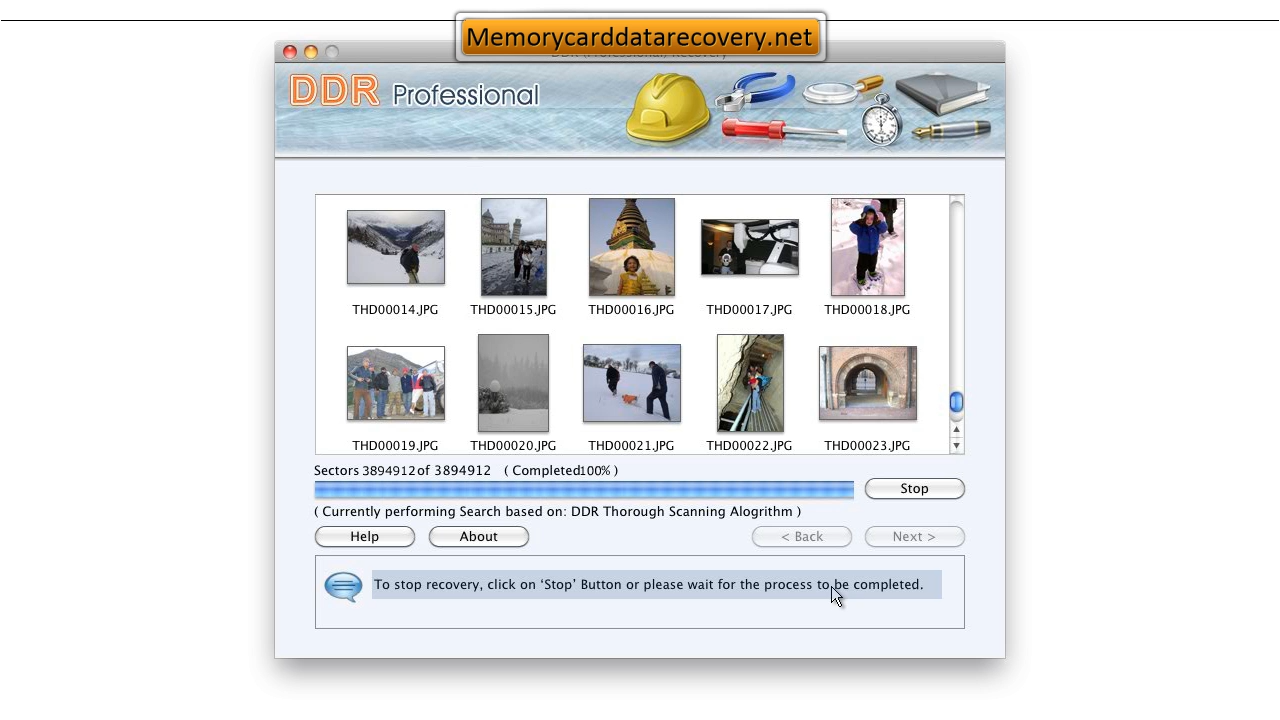 Memorycarddatarecovery.net
DDR Professional
THD00014.JPG THD00015.JPG THD00016.JPG THD00017.JPG THD00018.JPG
THD00019.JPG THD00020.JPG THD00021.JPG THD00022.JPG THD00023.JPG
Sectors 3894912 of 3894912 ( Completed 100% )
Stop
( Currently performing Search based on: DDR Thorough Scanning Alogrithm )
Help About < Back Next >
To stop recovery, click on ‘Stop’ Button or please wait for the process to be completed.